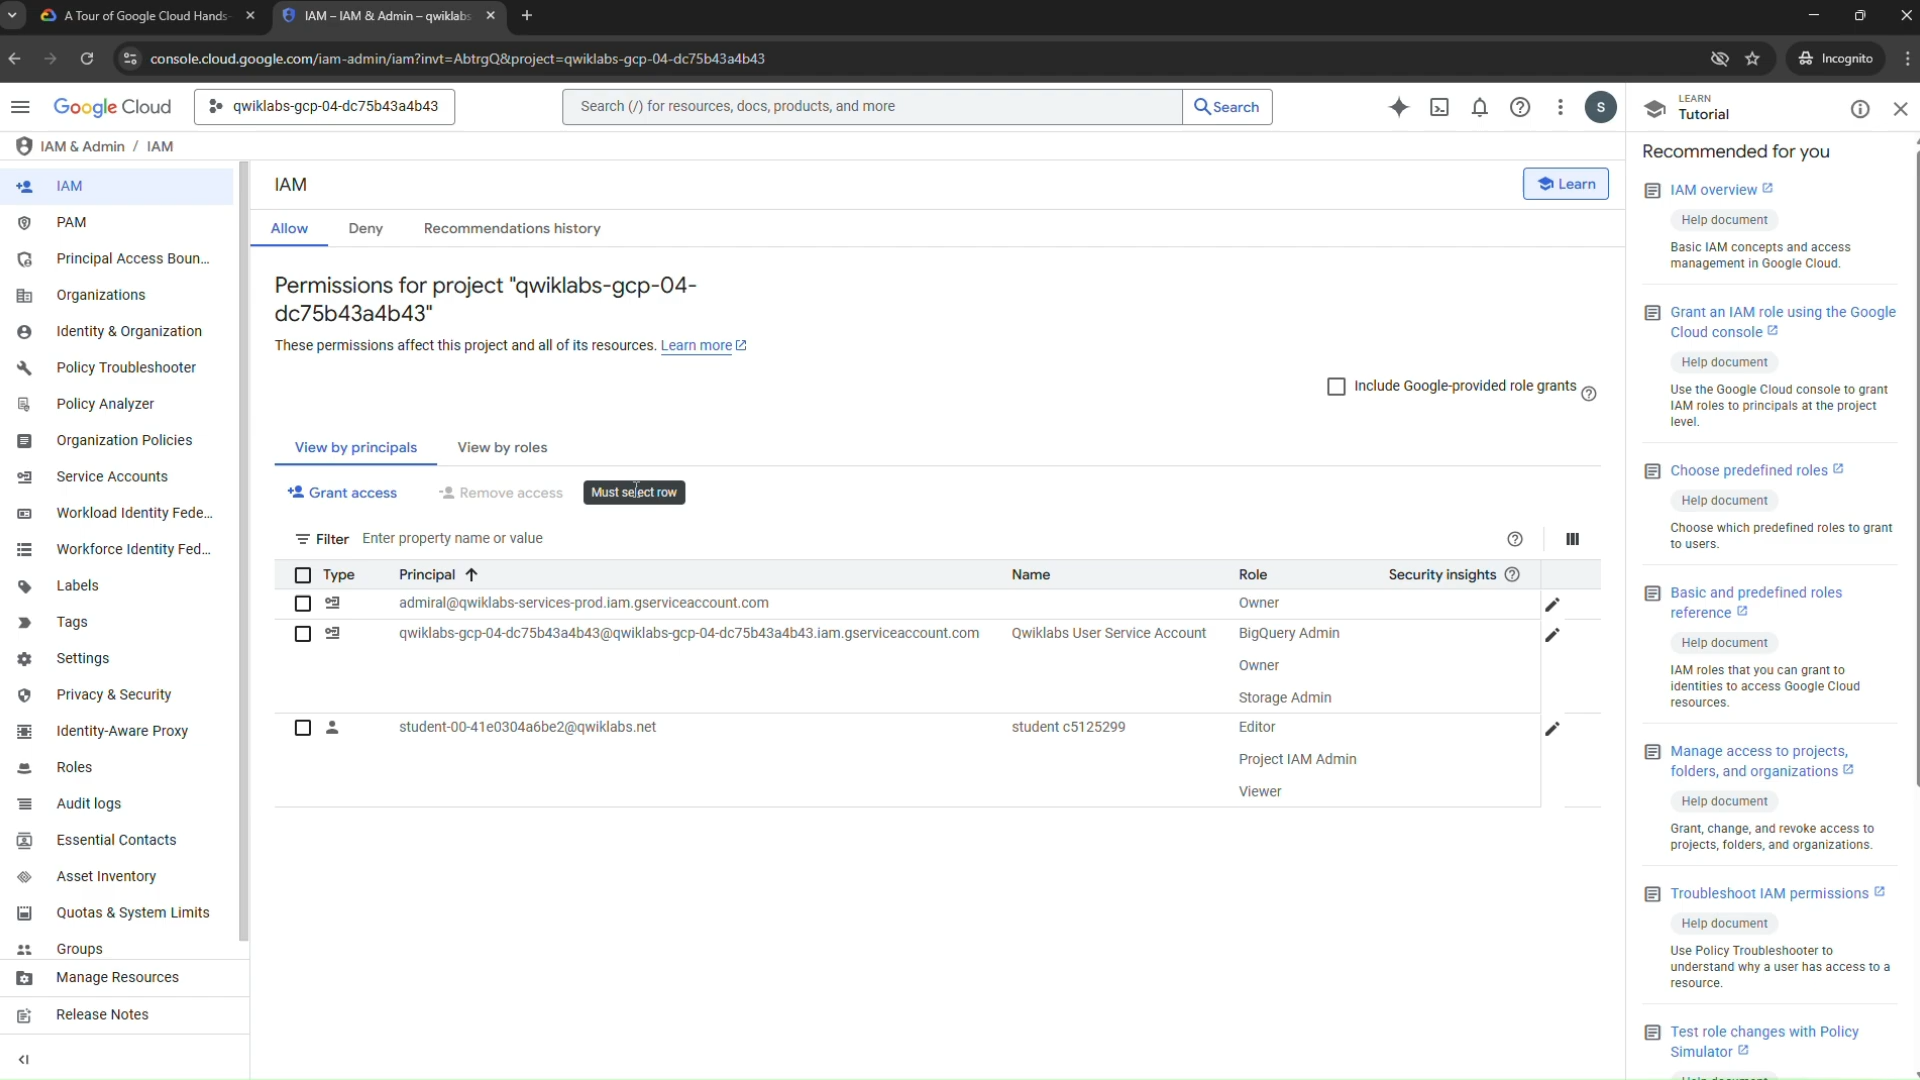 A Tour of Google Cloud Hands-
IAM – IAM & Admin – qwiklabs
console.cloud.google.com/iam-admin/iam?invt=AbtrgQ&project=qwiklabs-gcp-04-dc75b43a4b43
Incognito
Google Cloud
qwiklabs-gcp-04-dc75b43a4b43
Search (/) for resources, docs, products, and more
Search
S
LEARN
Tutorial
IAM & Admin / IAM
IAM
PAM
Principal Access Boun...
Organizations
Identity & Organization
Policy Troubleshooter
Policy Analyzer
Organization Policies
Service Accounts
Workload Identity Fede...
Workforce Identity Fed...
Labels
Tags
Settings
Privacy & Security
Identity-Aware Proxy
Roles
Audit logs
Essential Contacts
Asset Inventory
Quotas & System Limits
Groups
Manage Resources
Release Notes
IAM
Learn
Allow Deny Recommendations history
Permissions for project "qwiklabs-gcp-04-
dc75b43a4b43"
These permissions affect this project and all of its resources. Learn more
Include Google-provided role grants
View by principals View by roles
Grant access Remove access Must select row
Filter Enter property name or value
Type Principal Name Role Security insights
admiral@qwiklabs-services-prod.iam.gserviceaccount.com Owner
qwiklabs-gcp-04-dc75b43a4b43@qwiklabs-gcp-04-dc75b43a4b43.iam.gserviceaccount.com Qwiklabs User Service Account BigQuery Admin
Owner
Storage Admin
student-00-41e0304a6be2@qwiklabs.net student c5125299 Editor
Project IAM Admin
Viewer
Recommended for you
IAM overview
Help document
Basic IAM concepts and access
management in Google Cloud.
Grant an IAM role using the Google
Cloud console
Help document
Use the Google Cloud console to grant
IAM roles to principals at the project
level.
Choose predefined roles
Help document
Choose which predefined roles to grant
to users.
Basic and predefined roles
reference
Help document
IAM roles that you can grant to
identities to access Google Cloud
resources.
Manage access to projects,
folders, and organizations
Help document
Grant, change, and revoke access to
projects, folders, and organizations.
Troubleshoot IAM permissions
Help document
Use Policy Troubleshooter to
understand why a user has access to a
resource.
Test role changes with Policy
Simulator